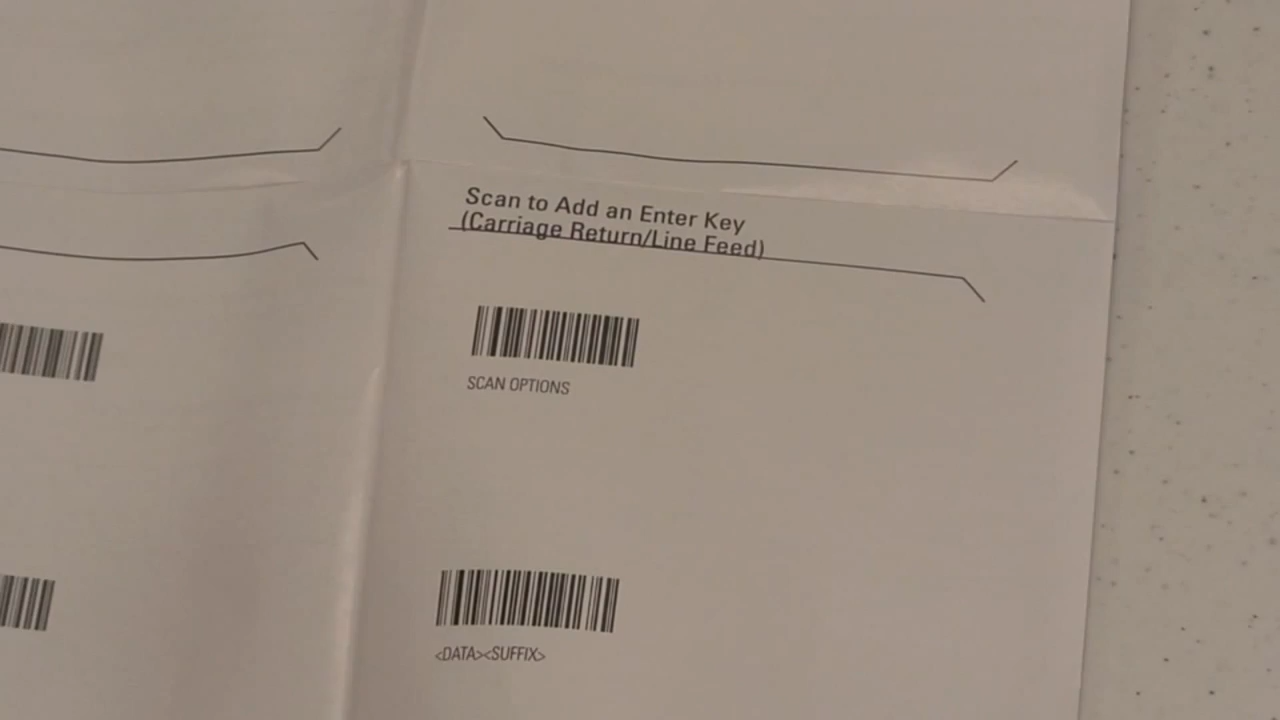 Scan to Add an Enter Key
(Carriage Return/Line Feed)
SCAN OPTIONS
<DATA><SUFFIX>